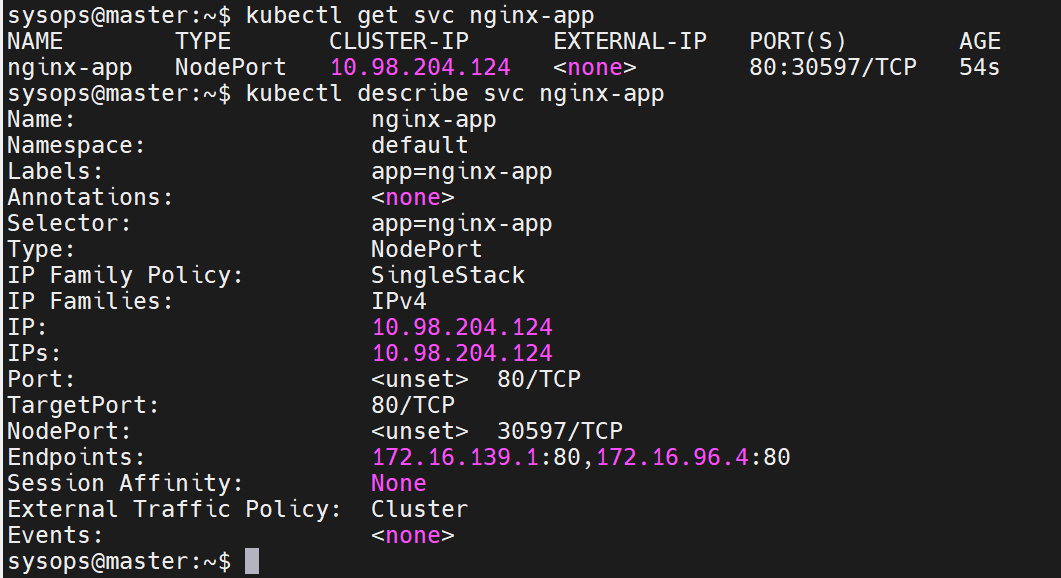 sysops@master:~$ kubectl get svc nginx-app
NAME        TYPE       CLUSTER-IP      EXTERNAL-IP   PORT(S)        AGE
nginx-app   NodePort   10.98.204.124   <none>        80:30597/TCP   54s
sysops@master:~$ kubectl describe svc nginx-app
Name:                     nginx-app
Namespace:                default
Labels:                   app=nginx-app
Annotations:              <none>
Selector:                 app=nginx-app
Type:                     NodePort
IP Family Policy:         SingleStack
IP Families:              IPv4
IP:                       10.98.204.124
IPs:                      10.98.204.124
Port:                     <unset>  80/TCP
TargetPort:               80/TCP
NodePort:                 <unset>  30597/TCP
Endpoints:                172.16.139.1:80,172.16.96.4:80
Session Affinity:         None
External Traffic Policy:  Cluster
Events:                   <none>
sysops@master:~$